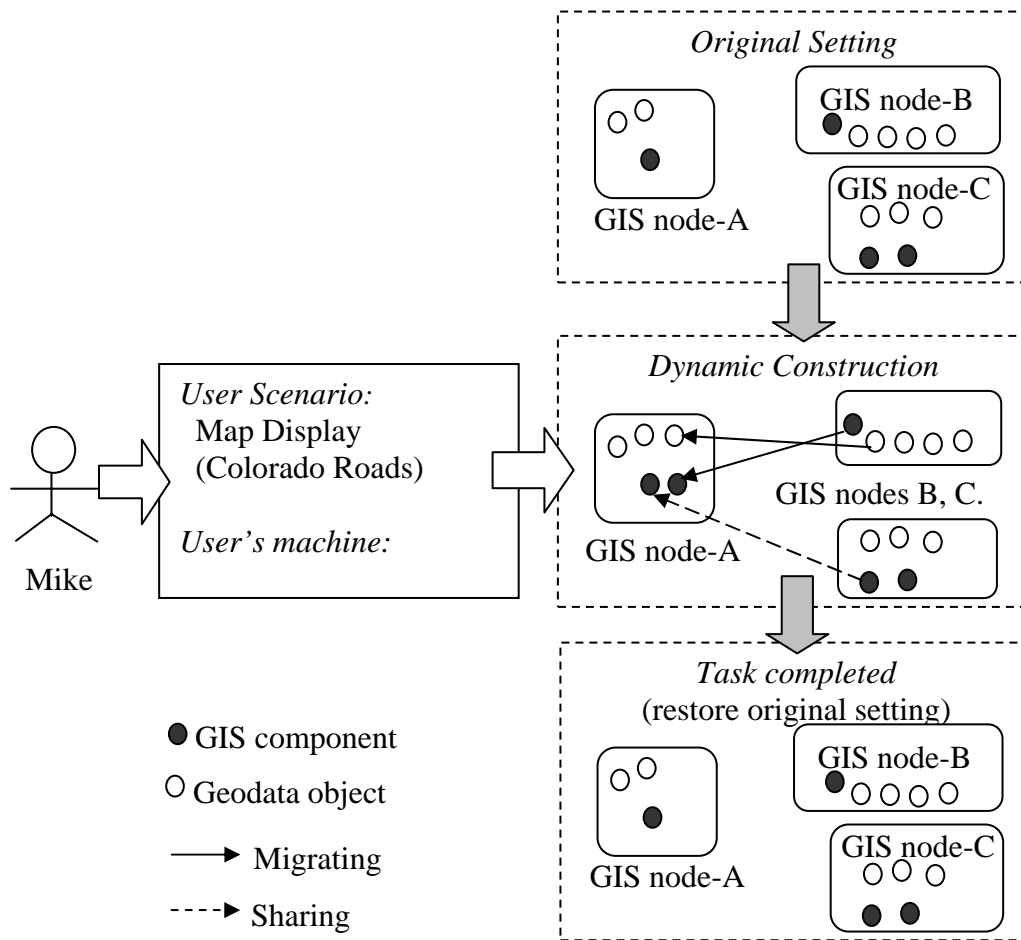 Original Setting
GIS node-B
GIS node-A
GIS node-C
Dynamic Construction
GIS nodes B, C.
GIS node-A
User Scenario:
Map Display
(Colorado Roads)
User’s machine:
Mike
Task completed
(restore original setting)
GIS node-B
GIS node-A
GIS node-C
GIS component
Geodata object
Migrating
Sharing